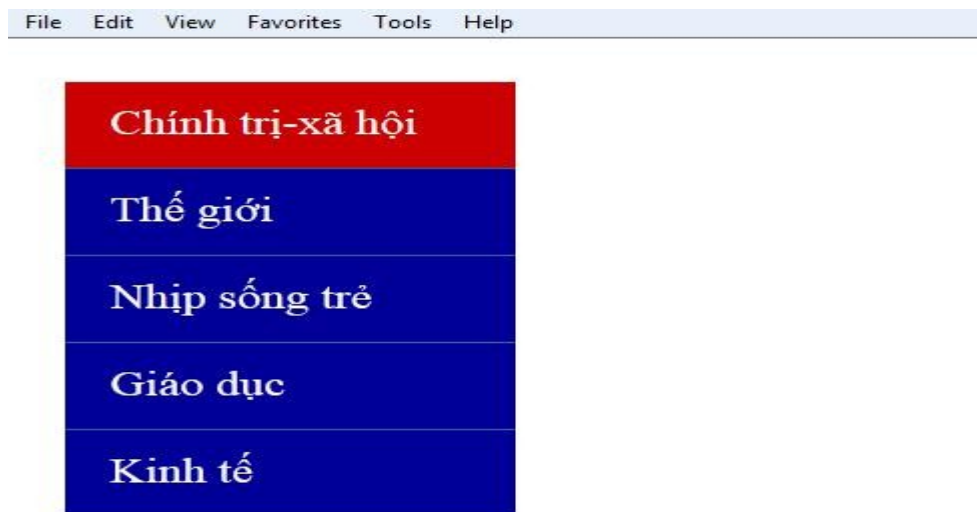 File Edit View Favorites Tools Help
Chính trị-xã hội
Thế giới
Nhịp sống trẻ
Giáo dục
Kinh tế